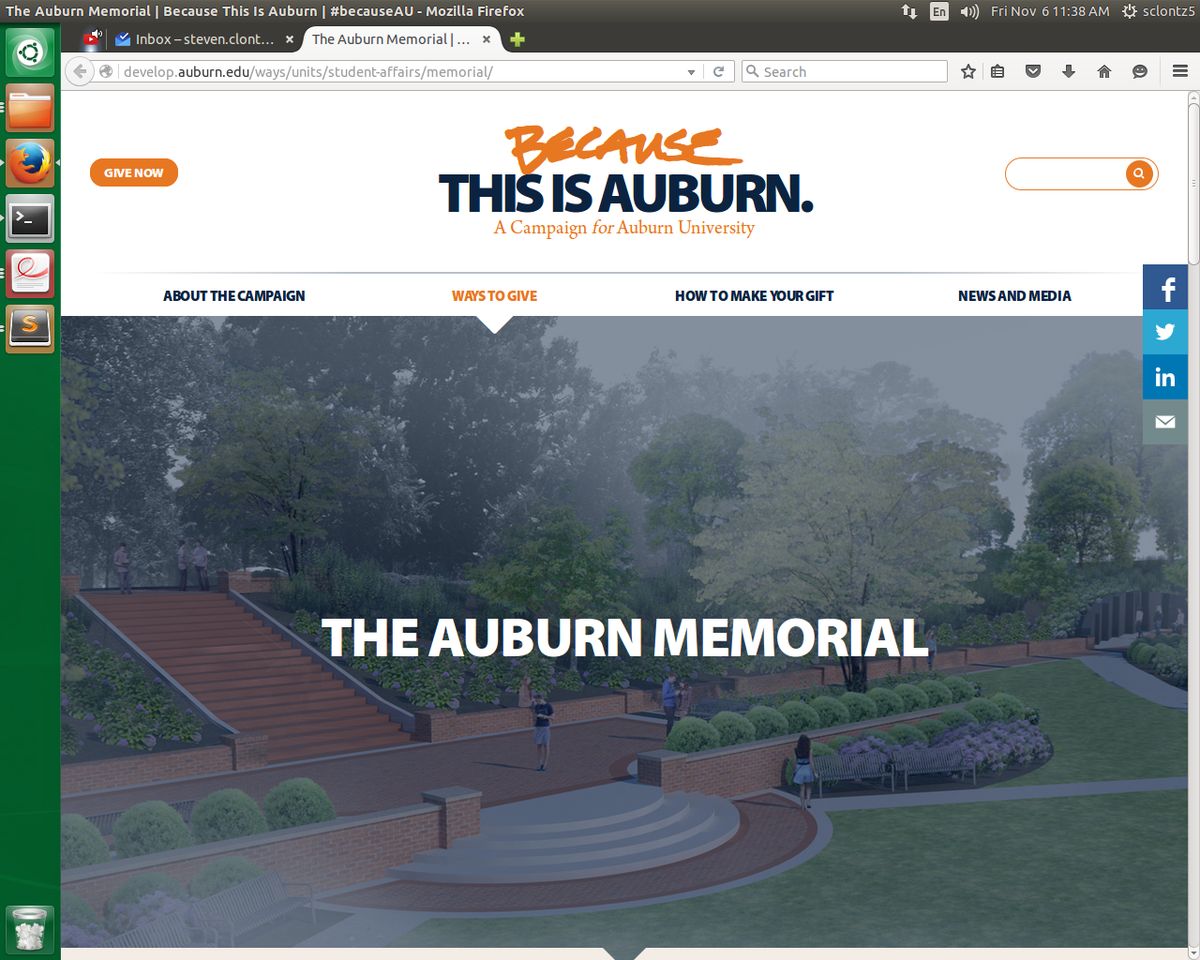 The Auburn Memorial | Because This Is Auburn | #becauseAU - Mozilla Firefox
En
Fri Nov 6 11:38 AM
sclontz5
Inbox – steven.clont...
The Auburn Memorial | ...
develop.auburn.edu/ways/units/student-affairs/memorial/
Search
GIVE NOW
BECAUSE
THIS IS AUBURN.
A Campaign for Auburn University
ABOUT THE CAMPAIGN
WAYS TO GIVE
HOW TO MAKE YOUR GIFT
NEWS AND MEDIA
f
in
THE AUBURN MEMORIAL
>_
S